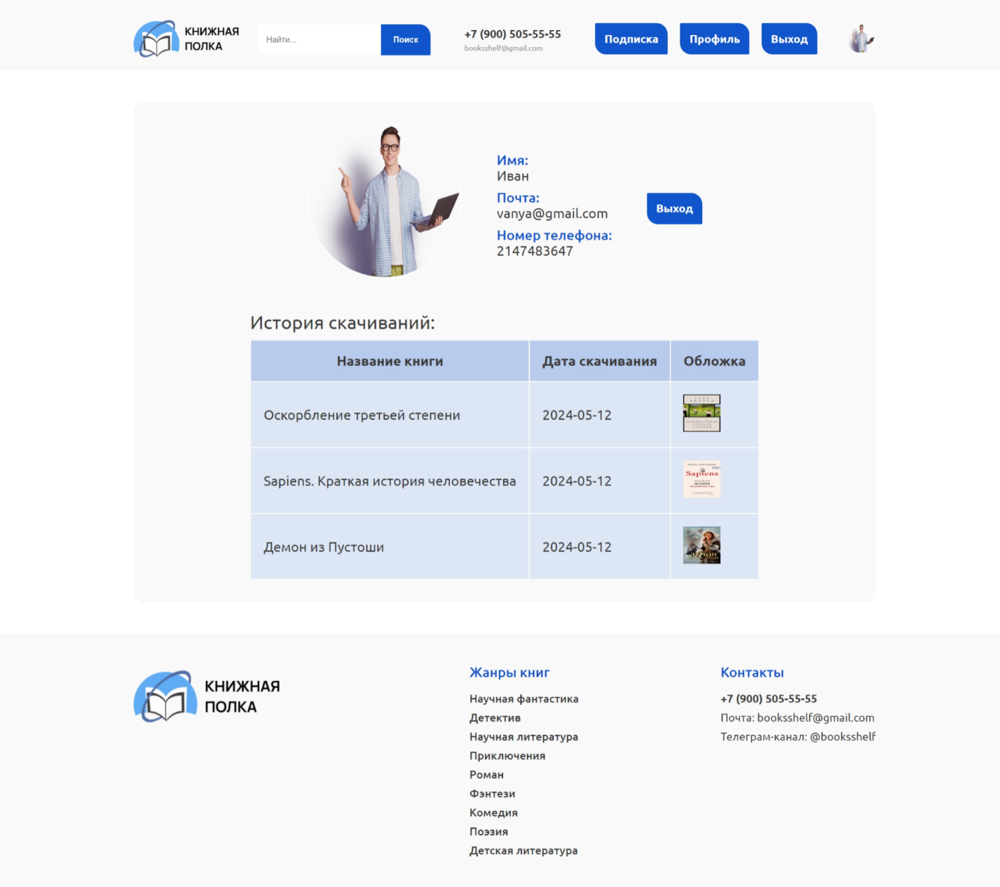 КНИЖНАЯ
ПОЛКА
Найти...
Поиск
+7 (900) 505-55-55
booksshelf@gmail.com
Подписка
Профиль
Выход
Имя:
Иван
Почта:
vanya@gmail.com
Номер телефона:
2147483647
Выход
История скачиваний:
Название книги Дата скачивания Обложка
Оскорбление третьей степени 2024-05-12
Sapiens. Краткая история человечества 2024-05-12 Sapiens
Демон из Пустоши 2024-05-12 ДЕМОН
КНИЖНАЯ
ПОЛКА
Жанры книг
Научная фантастика
Детектив
Научная литература
Приключения
Роман
Фэнтези
Комедия
Поэзия
Детская литература
Контакты
+7 (900) 505-55-55
Почта: booksshelf@gmail.com
Телеграм-канал: @booksshelf